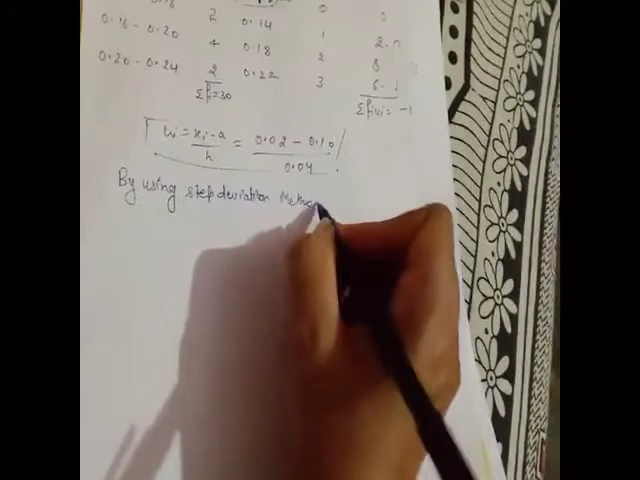 2 0.14 0 0
0.16 - 0.20 4 0.18 1
0.20 - 0.24 2 0.22 2 8
3 6
Σfi=30 Σfiui = -1
ui = xi - a / h = 0.02 - 0.10 / 0.04
By using step deviation Metho